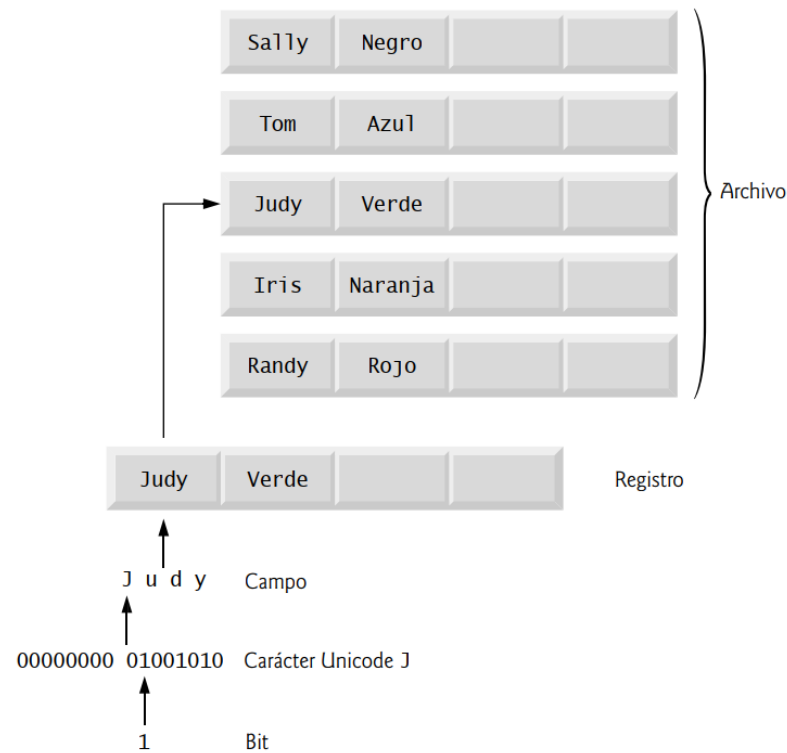 Sally Negro
Tom Azul
Judy Verde
Archivo
Iris Naranja
Randy Rojo
Judy Verde Registro
J u d y Campo
00000000 01001010 Carácter Unicode J
1 Bit